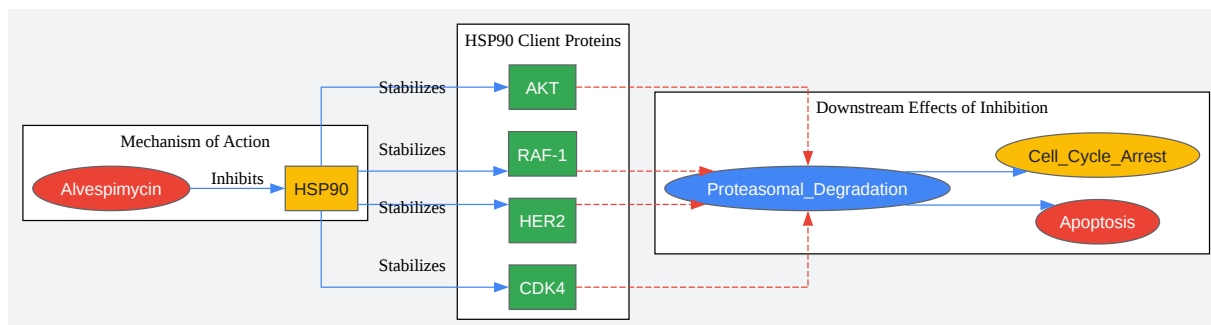 Mechanism of Action
Alvespimycin
Inhibits
HSP90
Stabilizes
Stabilizes
Stabilizes
Stabilizes
HSP90 Client Proteins
AKT
RAF-1
HER2
CDK4
Downstream Effects of Inhibition
Proteasomal_Degradation
Cell_Cycle_Arrest
Apoptosis